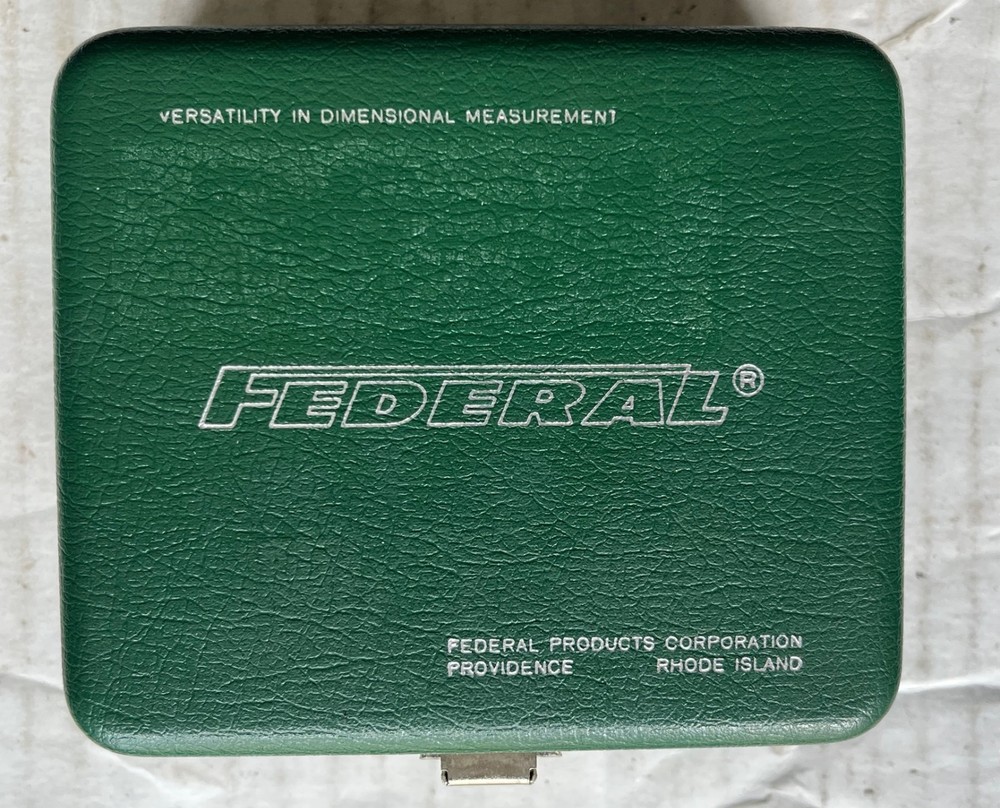 VERSATILITY IN DIMENSIONAL MEASUREMENT
FEDERAL®
FEDERAL PRODUCTS CORPORATION
PROVIDENCE RHODE ISLAND